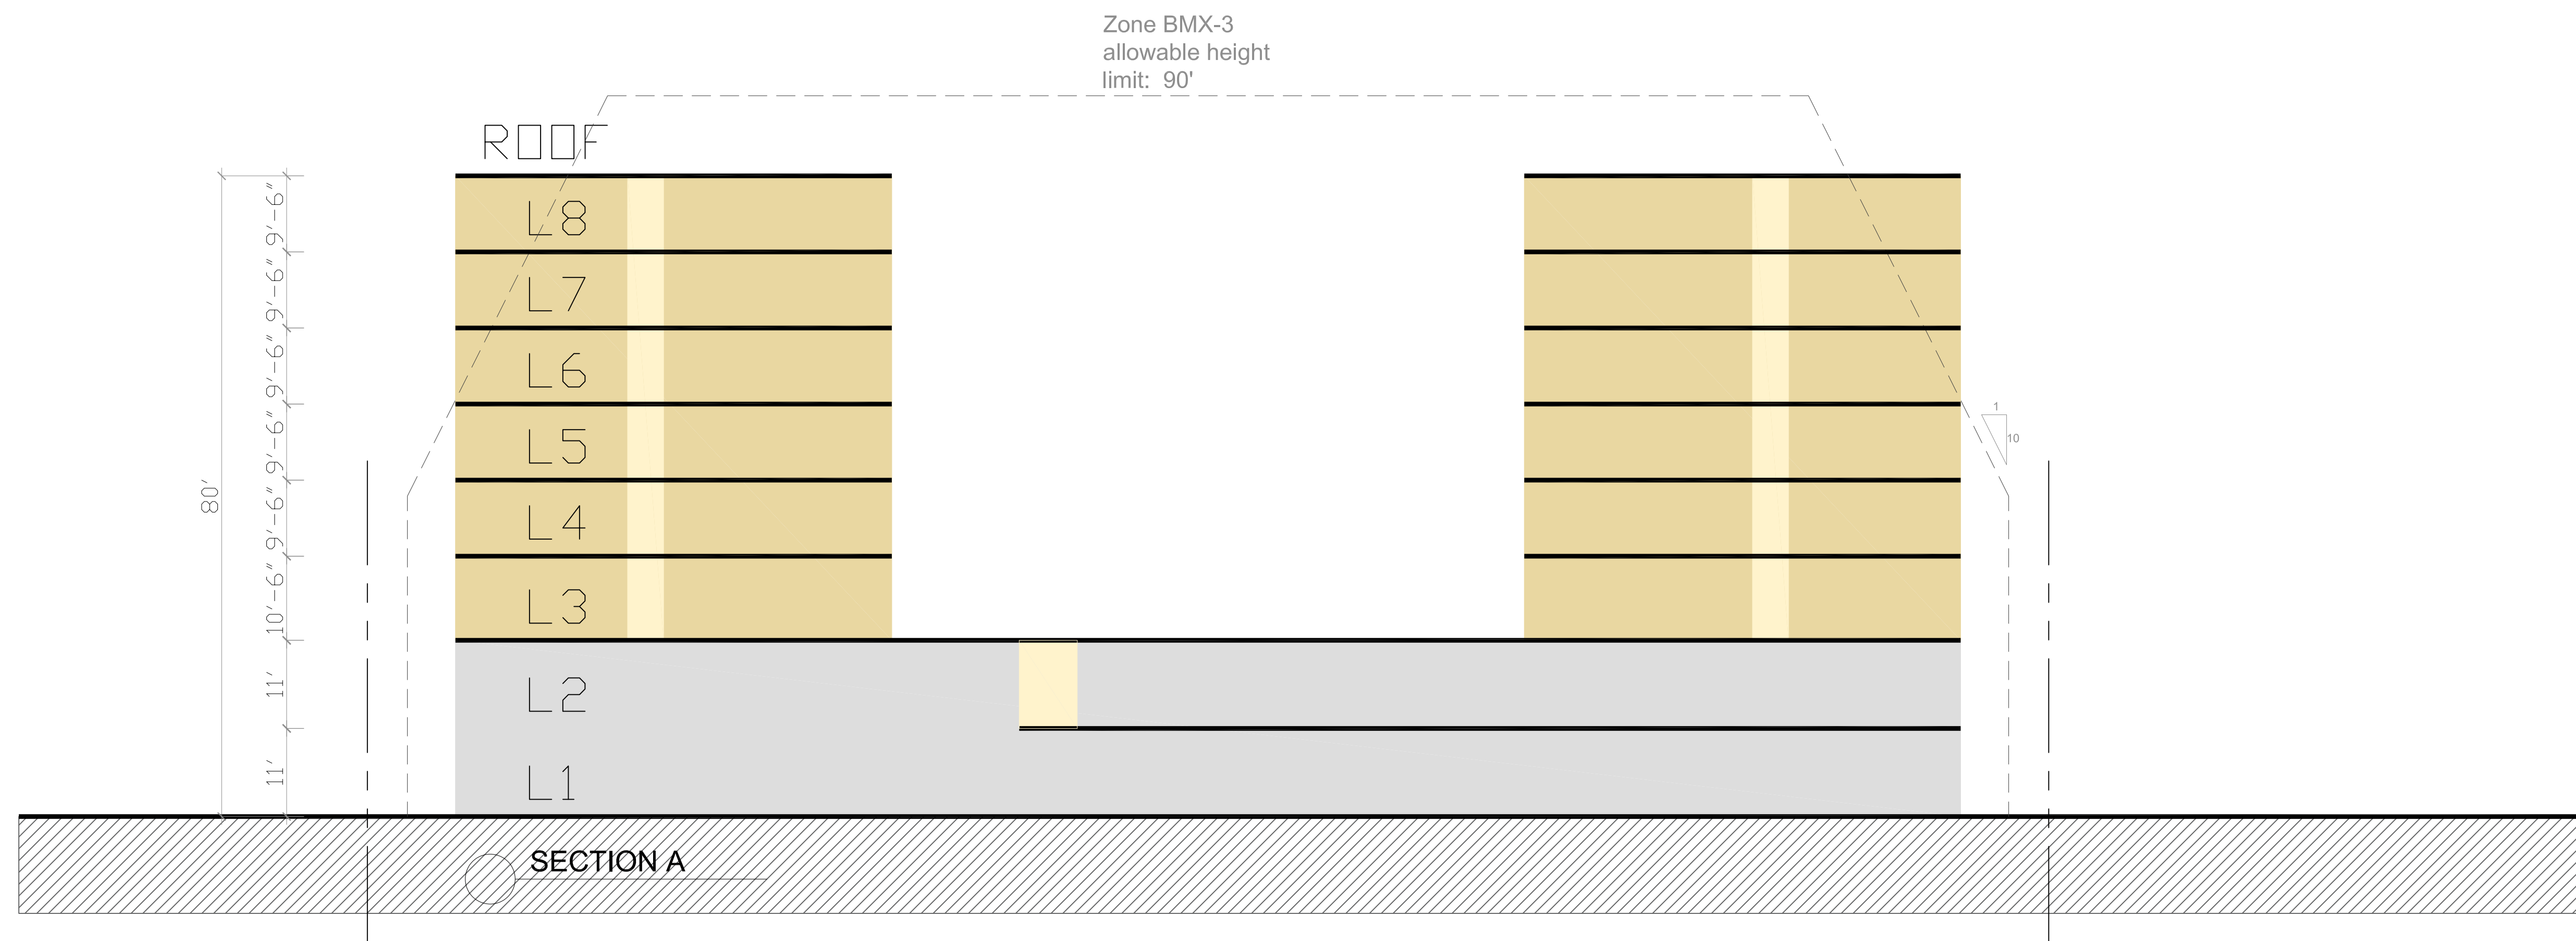 Zone BMX-3
allowable height
limit: 90'
ROOF
9'-6"
L8
9'-6"
L7
9'-6"
L6
1
10
9'-6"
L5
80'
9'-6"
L4
10'-6"
L3
11'
L2
11'
L1
SECTION A